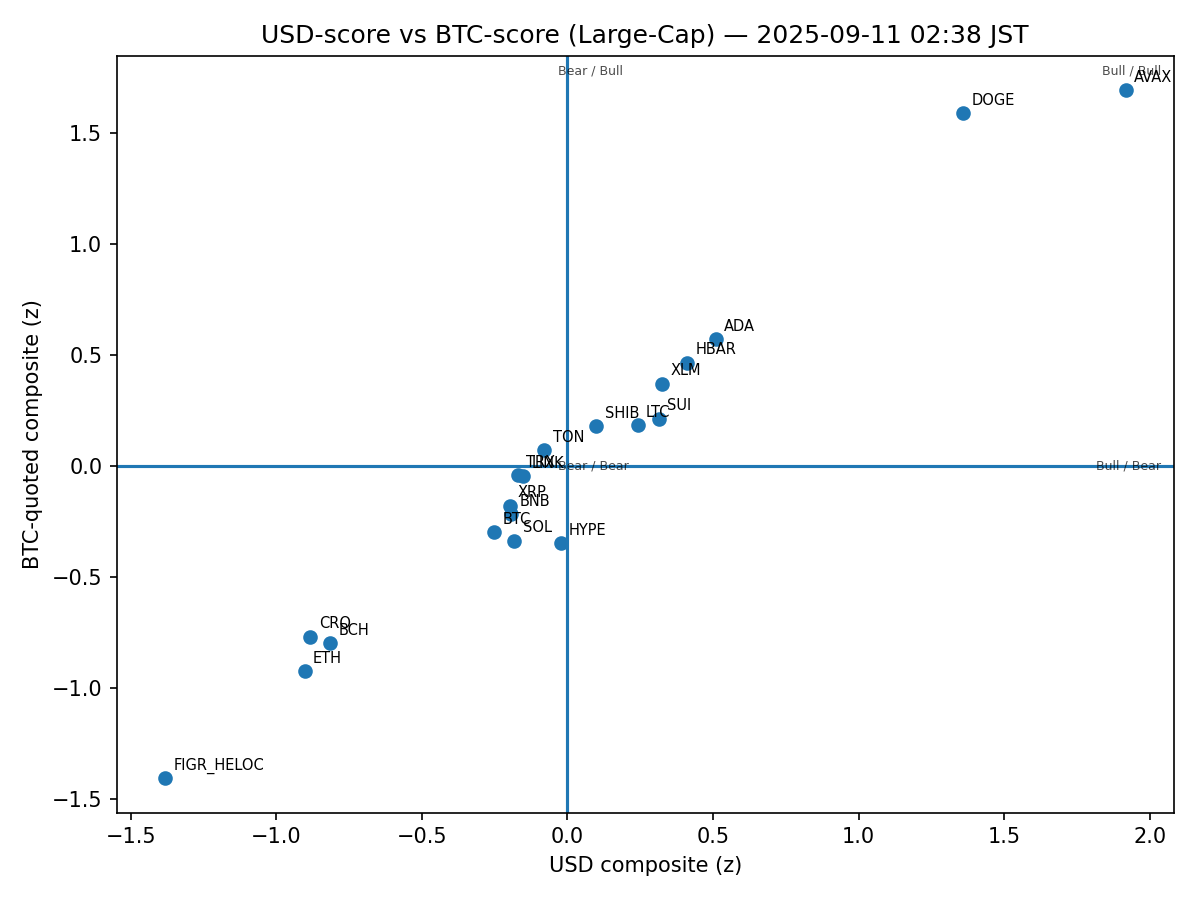 USD-score vs BTC-score (Large-Cap) — 2025-09-11 02:38 JST
Bear / Bull
Bull / Bull
AVAX
DOGE
1.5
1.0
ADA
HBAR
0.5
XLM
SUI
SHIB
LTC
TON
0.0
TRX
LINK
Bear / Bear
Bull / Bear
XRP
BNB
BTC
SOL
HYPE
−0.5
CRO
BCH
ETH
−1.0
FIGR_HELOC
−1.5
−1.5
−1.0
−0.5
0.0
0.5
1.0
1.5
2.0
USD composite (z)
BTC-quoted composite (z)